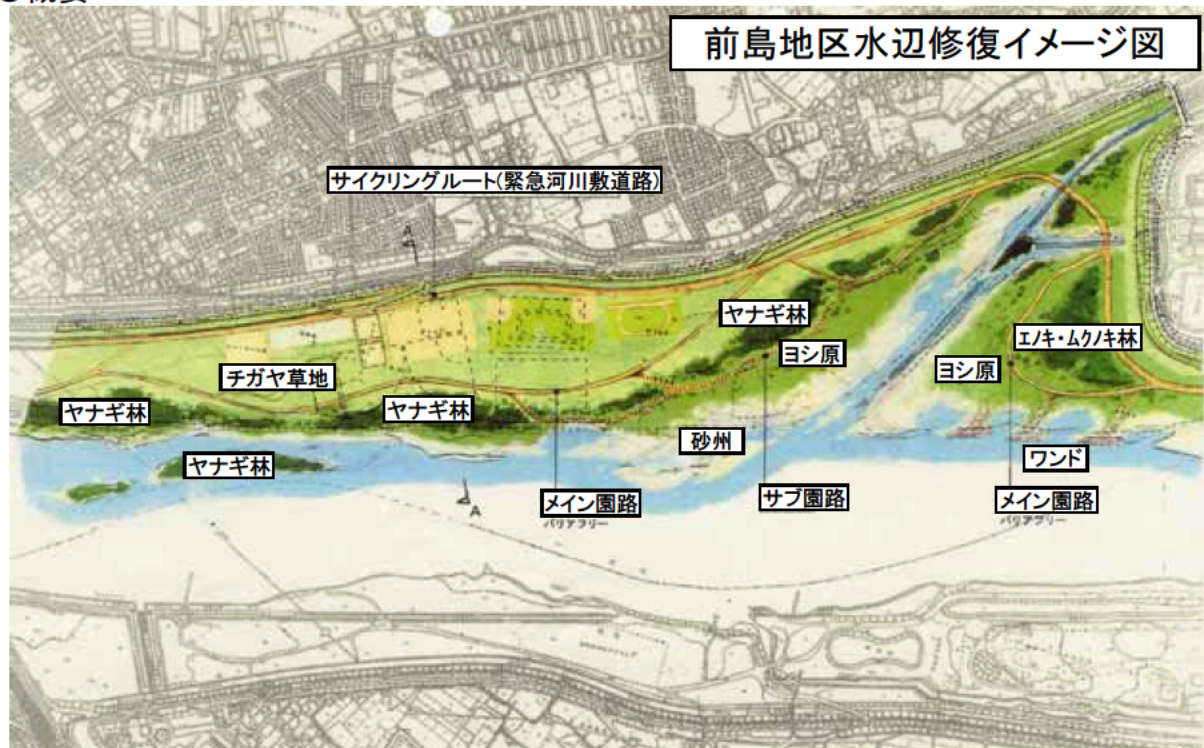 概要
前島地区水辺修復イメージ図
サイクリングルート(緊急河川敷道路)
A
ヤナギ林
ヨシ原
エノキ・ムクノキ林
ヨシ原
チガヤ草地
ヤナギ林
ヤナギ林
砂州
ワンド
ヤナギ林
A
メイン園路
バリアフリー
サブ園路
メイン園路
バリアフリー